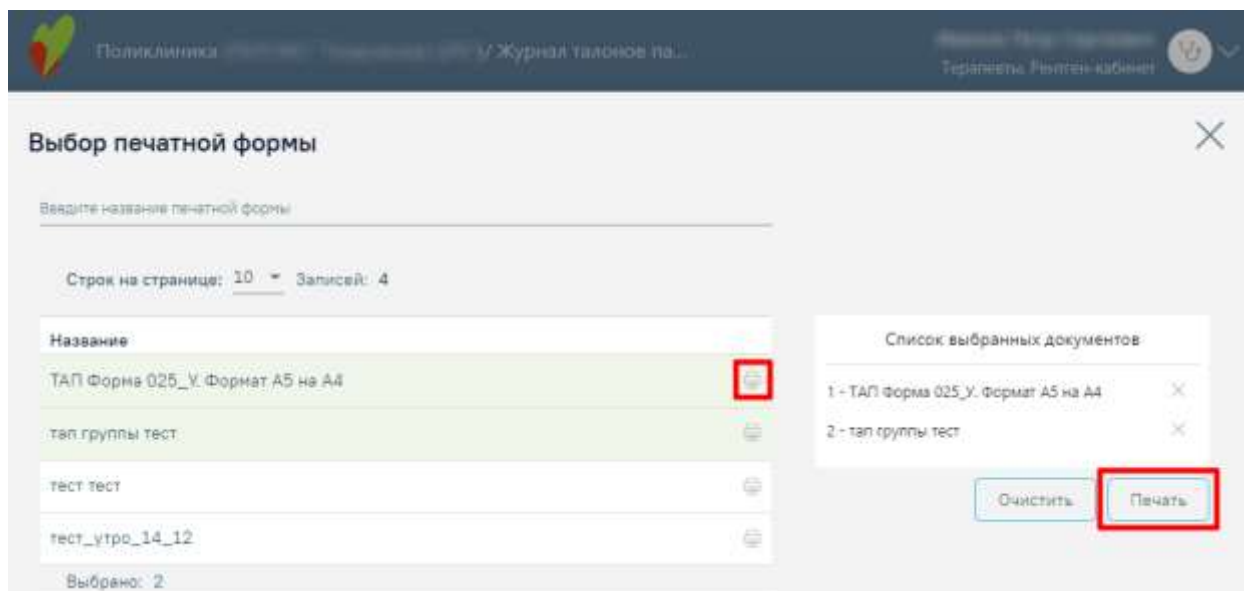 Поликлиника / Журнал талонов па...
Терапевты. Рентген-кабинет
Выбор печатной формы
Введите название печатной формы
Строк на странице: 10 Записей: 4
Название
ТАП Форма 025_У. Формат А5 на А4
тап группы тест
тест тест
тест_утро_14_12
Выбрано: 2
Список выбранных документов
1 - ТАП Форма 025_У. Формат А5 на А4
2 - тап группы тест
Очистить Печать